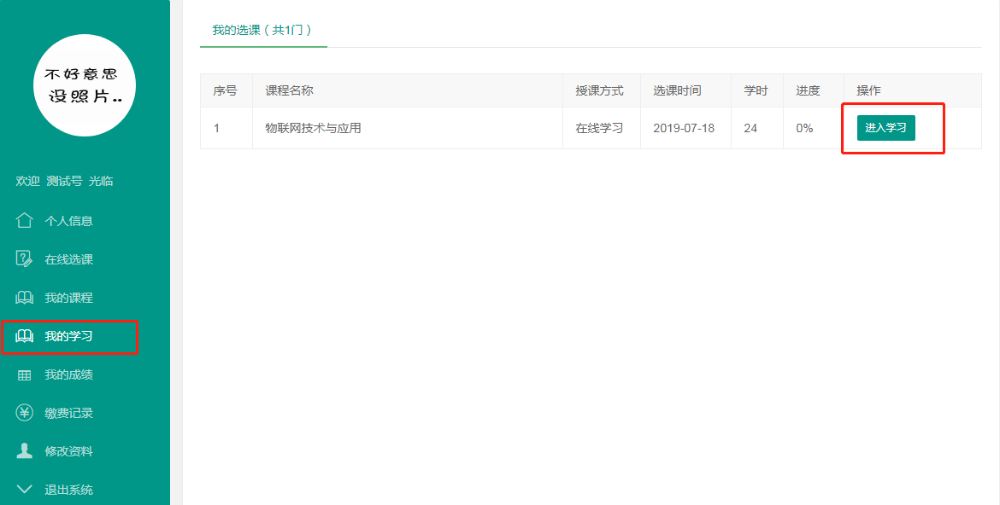 不好意思
没照片..
欢迎 测试号 光临
个人信息
在线选课
我的课程
我的学习
我的成绩
缴费记录
修改资料
退出系统
我的选课（共1门）
序号 课程名称 授课方式 选课时间 学时 进度 操作
1 物联网技术与应用 在线学习 2019-07-18 24 0% 进入学习